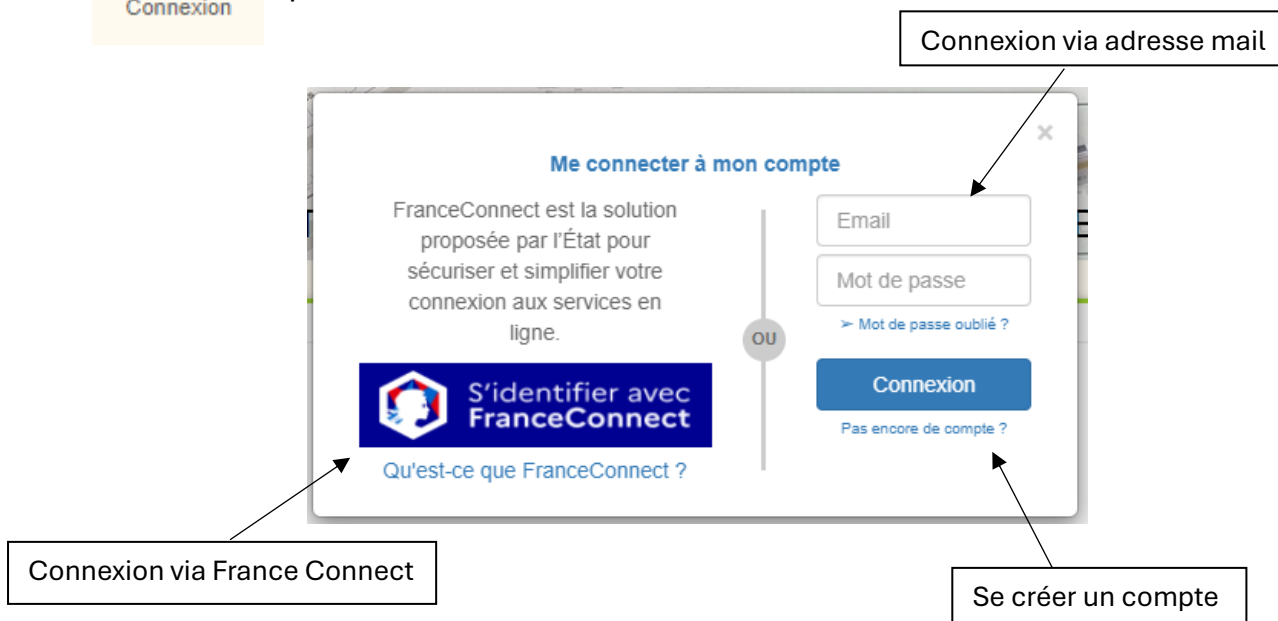 Connexion
Connexion via adresse mail
×
Me connecter à mon compte
FranceConnect est la solution
proposée par l'État pour
sécuriser et simplifier votre
connexion aux services en
ligne.
S'identifier avec
FranceConnect
Qu'est-ce que FranceConnect ?
OU
Email
Mot de passe
➢ Mot de passe oublié ?
Connexion
Pas encore de compte ?
Connexion via France Connect
Se créer un compte